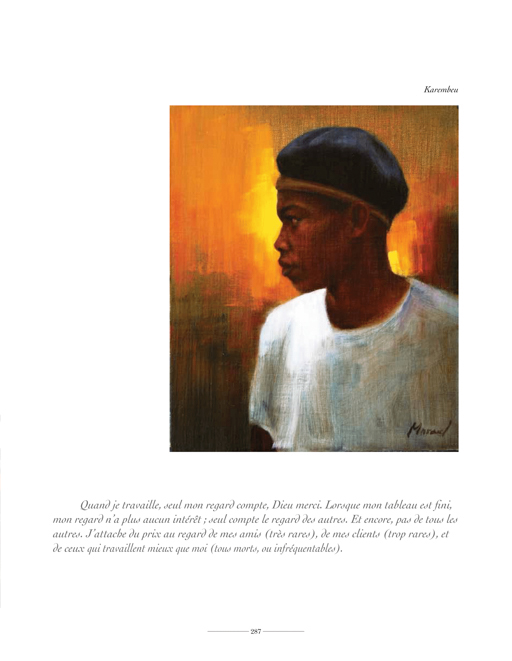 Karembeu
Quand je travaille, seul mon regard compte, Dieu merci. Lorsque mon tableau est fini,
mon regard n'a plus aucun intérêt ; seul compte le regard des autres. Et encore, pas de tous les
autres. J'attache du prix au regard de mes amis (très rares), de mes clients (trop rares), et
de ceux qui travaillent mieux que moi (tous morts, ou infréquentables).
287